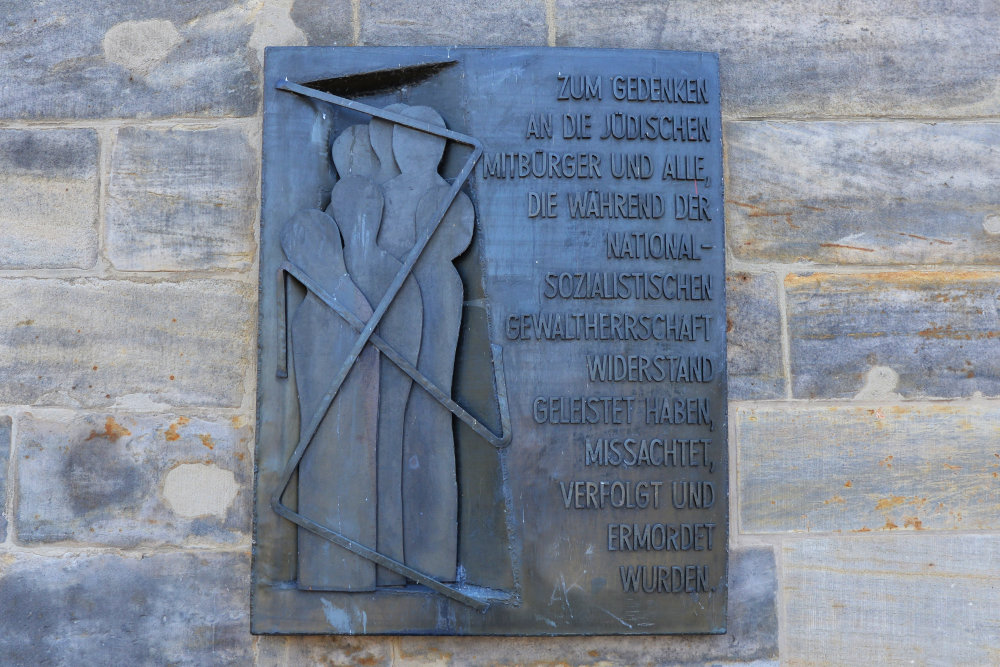 ZUM GEDENKEN
AN DIE JÜDISCHEN
MITBÜRGER UND ALLE,
DIE WÄHREND DER
NATIONAL-
SOZIALISTISCHEN
GEWALTHERRSCHAFT
WIDERSTAND
GELEISTET HABEN,
MISSACHTET,
VERFOLGT UND
ERMORDET
WURDEN.